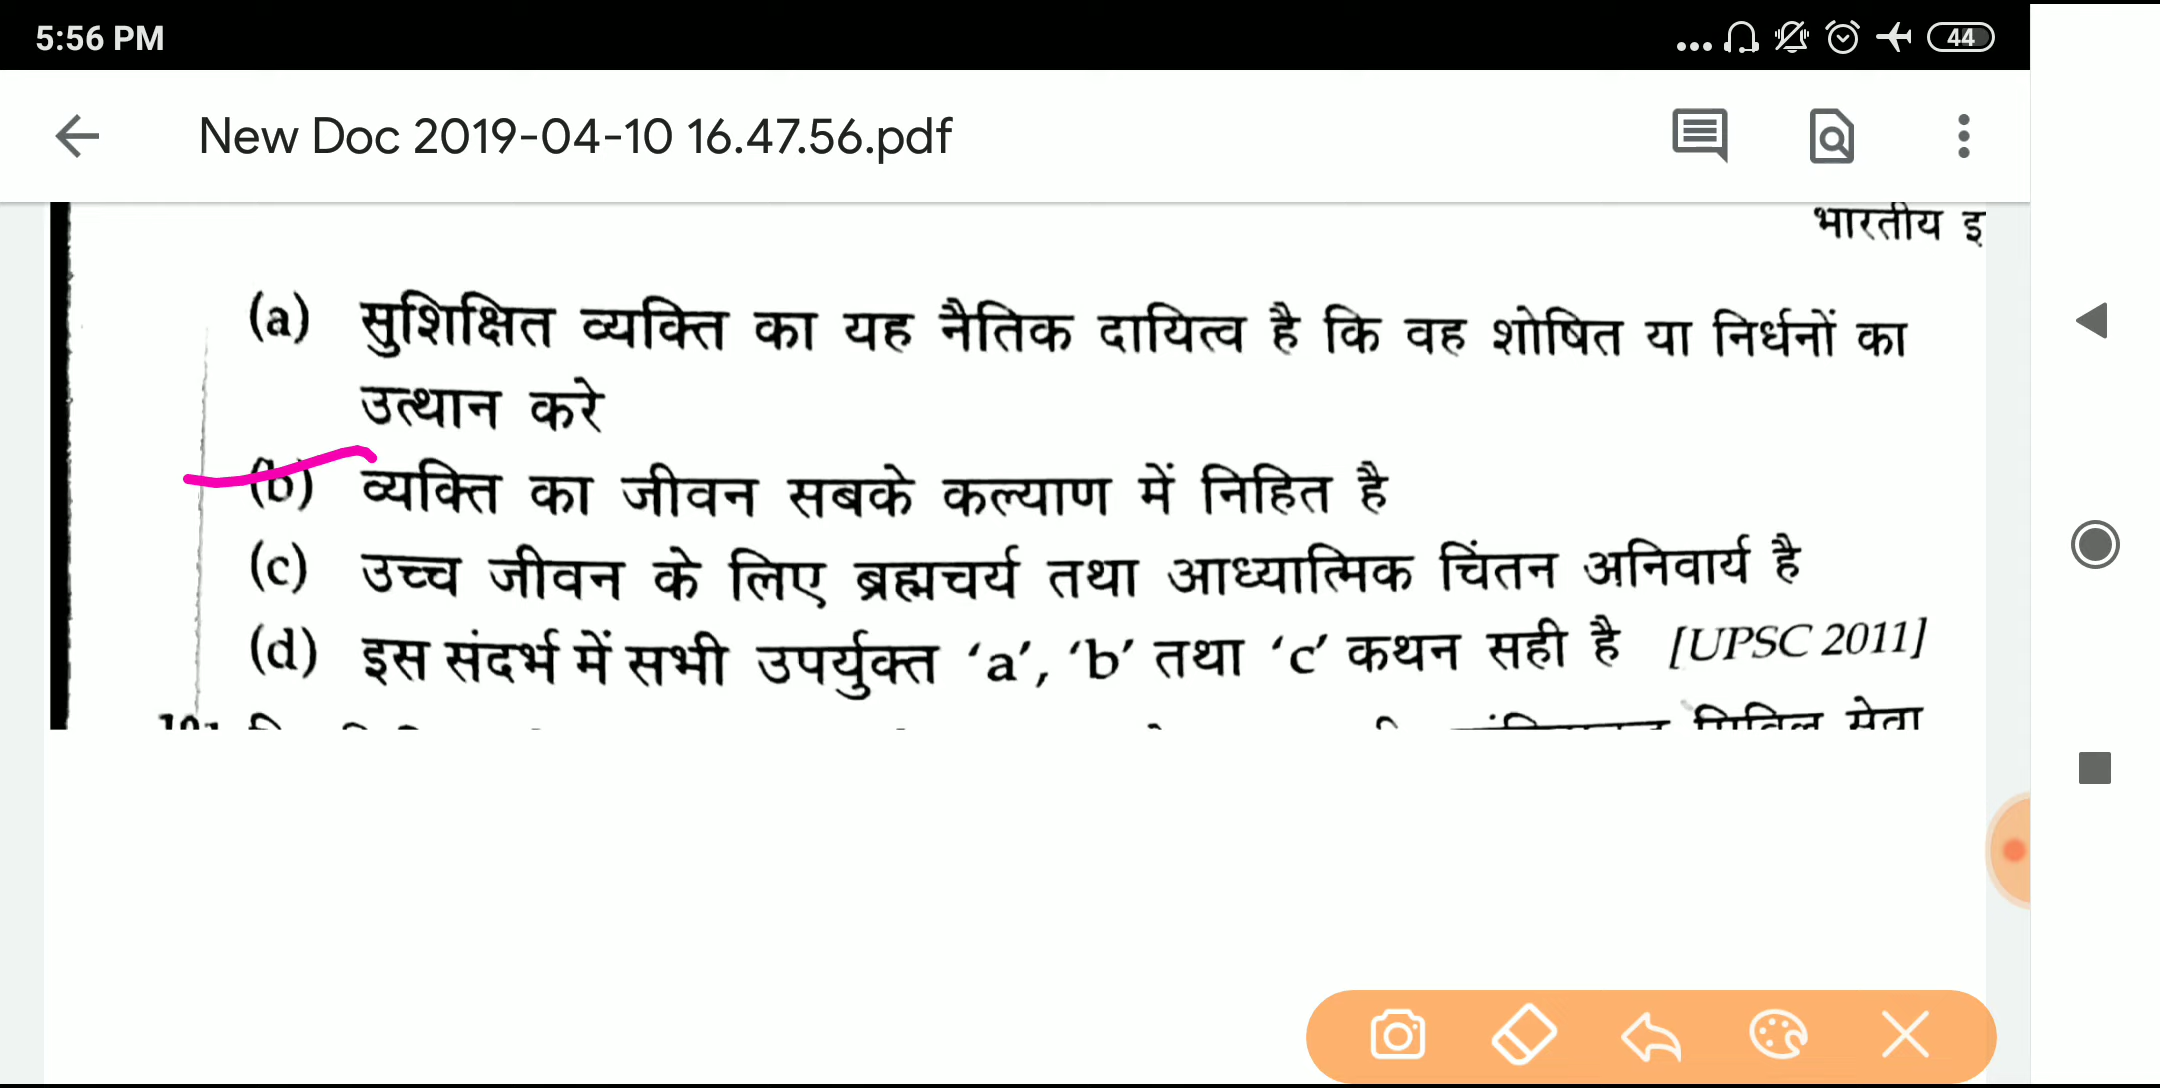 5:56 PM
44
New Doc 2019-04-10 16.47.56.pdf
भारतीय इ
(a) सुशिक्षित व्यक्ति का यह नैतिक दायित्व है कि वह शोषित या निर्धनों का
उत्थान करे
(b) व्यक्ति का जीवन सबके कल्याण में निहित है
(c) उच्च जीवन के लिए ब्रह्मचर्य तथा आध्यात्मिक चिंतन अनिवार्य है
(d) इस संदर्भ में सभी उपर्युक्त 'a', 'b' तथा 'c' कथन सही है [UPSC 2011]
सिविल सेवा